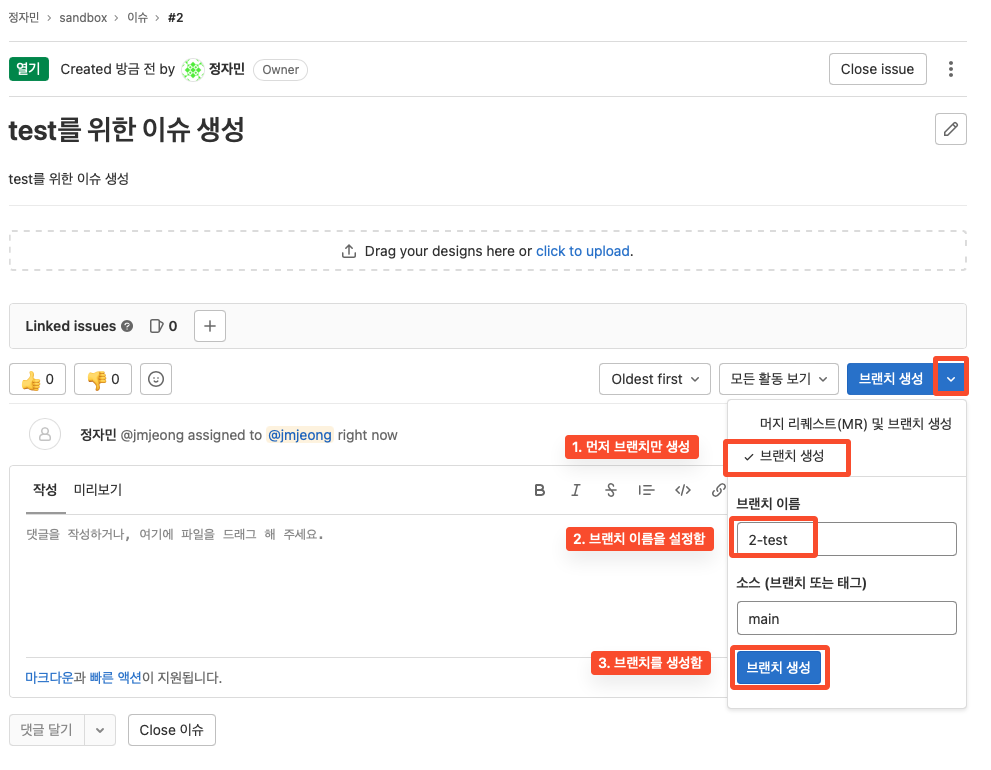 정자민 › sandbox › 이슈 › #2
열기 Created 방금 전 by 정자민 Owner Close issue
test를 위한 이슈 생성
test를 위한 이슈 생성
Drag your designs here or click to upload.
Linked issues 0
👍 0 👎 0 Oldest first 모든 활동 보기 브랜치 생성
머지 리퀘스트(MR) 및 브랜치 생성
정자민 @jmjeong assigned to @jmjeong right now
1. 먼저 브랜치만 생성
✓ 브랜치 생성
작성 미리보기
브랜치 이름
댓글을 작성하거나, 여기에 파일을 드래그 해 주세요.
2. 브랜치 이름을 설정함
2-test
소스 (브랜치 또는 태그)
main
3. 브랜치를 생성함
브랜치 생성
마크다운과 빠른 액션이 지원됩니다.
댓글 달기 Close 이슈